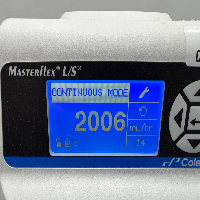 MASTERFLEX® L/S®
CONTINUOUS MODE
2006
mL/hr
14
Cole